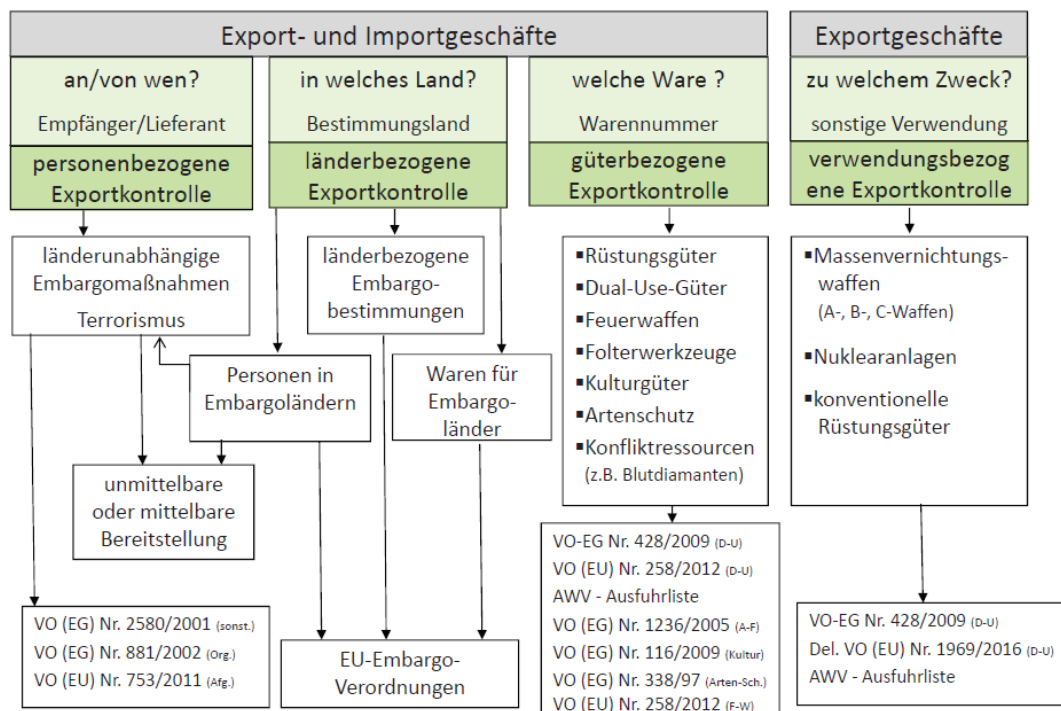 Export- und Importgeschäfte
Exportgeschäfte
an/von wen?
Empfänger/Lieferant
personenbezogene
Exportkontrolle
in welches Land?
Bestimmungsland
länderbezogene
Exportkontrolle
welche Ware ?
Warennummer
güterbezogene
Exportkontrolle
zu welchem Zweck?
sonstige Verwendung
verwendungsbezog
ene Exportkontrolle
länderunabhängige
Embargomaßnahmen
Terrorismus
länderbezogene
Embargo-
bestimmungen
Personen in
Embargoländern
Waren für
Embargo-
länder
unmittelbare
oder mittelbare
Bereitstellung
▪Rüstungsgüter
▪Dual-Use-Güter
▪Feuerwaffen
▪Folterwerkzeuge
▪Kulturgüter
▪Artenschutz
▪Konfliktressourcen
(z.B. Blutdiamanten)
▪Massenvernichtungs-
waffen
(A-, B-, C-Waffen)
▪Nuklearanlagen
▪konventionelle
Rüstungsgüter
VO (EG) Nr. 2580/2001 (sonst.)
VO (EG) Nr. 881/2002 (Org.)
VO (EU) Nr. 753/2011 (Afg.)
EU-Embargo-
Verordnungen
VO-EG Nr. 428/2009 (D-U)
VO (EU) Nr. 258/2012 (D-U)
AWV - Ausfuhrliste
VO (EG) Nr. 1236/2005 (A-F)
VO (EG) Nr. 116/2009 (Kultur)
VO (EG) Nr. 338/97 (Arten-Sch.)
VO (EU) Nr. 258/2012 (F-W)
VO-EG Nr. 428/2009 (D-U)
Del. VO (EU) Nr. 1969/2016 (D-U)
AWV - Ausfuhrliste